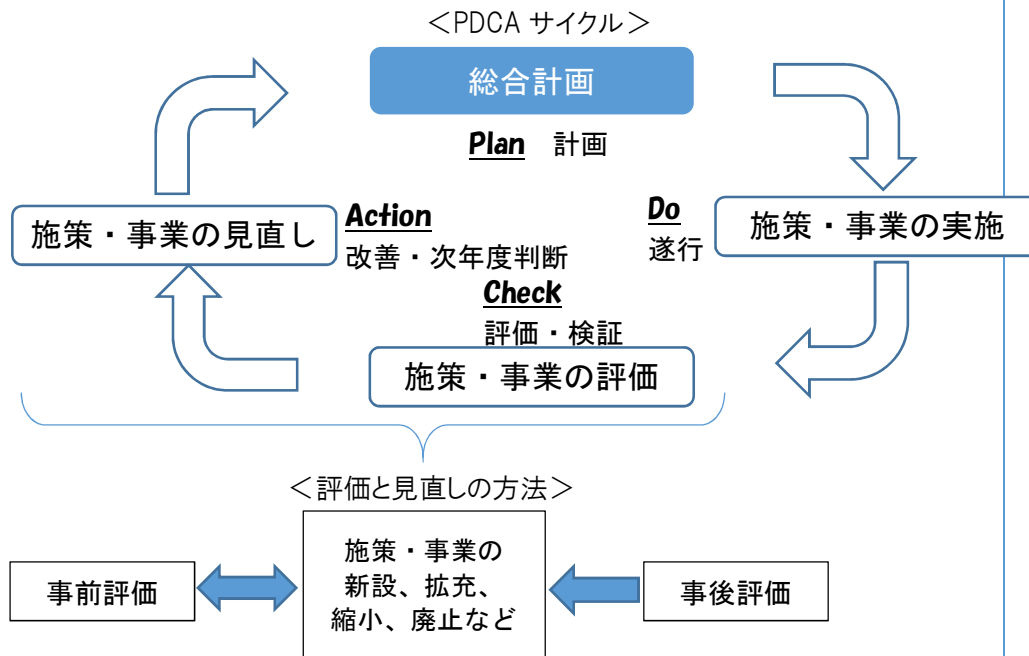 ＜PDCA サイクル＞
総合計画
Plan 計画
施策・事業の見直し
Action
改善・次年度判断
Do
遂行
施策・事業の実施
Check
評価・検証
施策・事業の評価
＜評価と見直しの方法＞
事前評価
施策・事業の
新設、拡充、
縮小、廃止など
事後評価